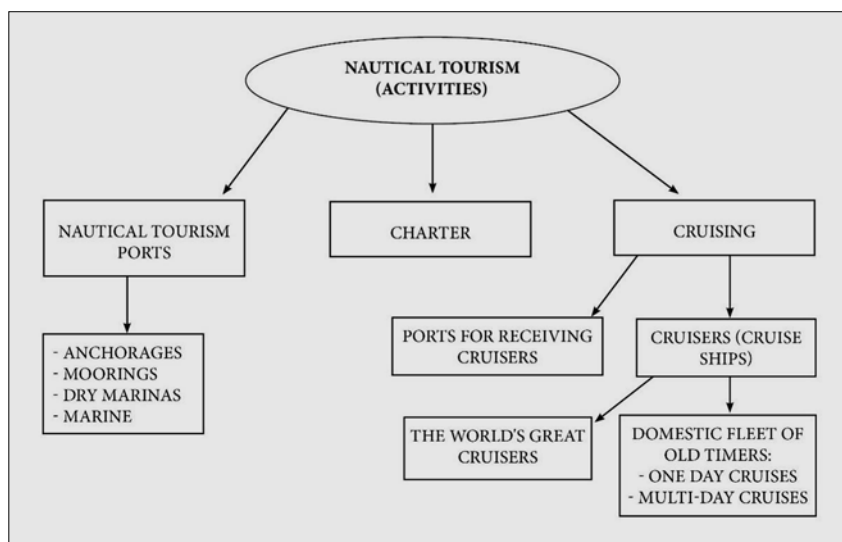 NAUTICAL TOURISM
(ACTIVITIES)
NAUTICAL TOURISM
PORTS
CHARTER
CRUISING
- ANCHORAGES
- MOORINGS
- DRY MARINAS
- MARINE
PORTS FOR RECEIVING
CRUISERS
CRUISERS (CRUISE
SHIPS)
THE WORLD'S GREAT
CRUISERS
DOMESTIC FLEET OF
OLD TIMERS:
- ONE DAY CRUISES
- MULTI-DAY CRUISES